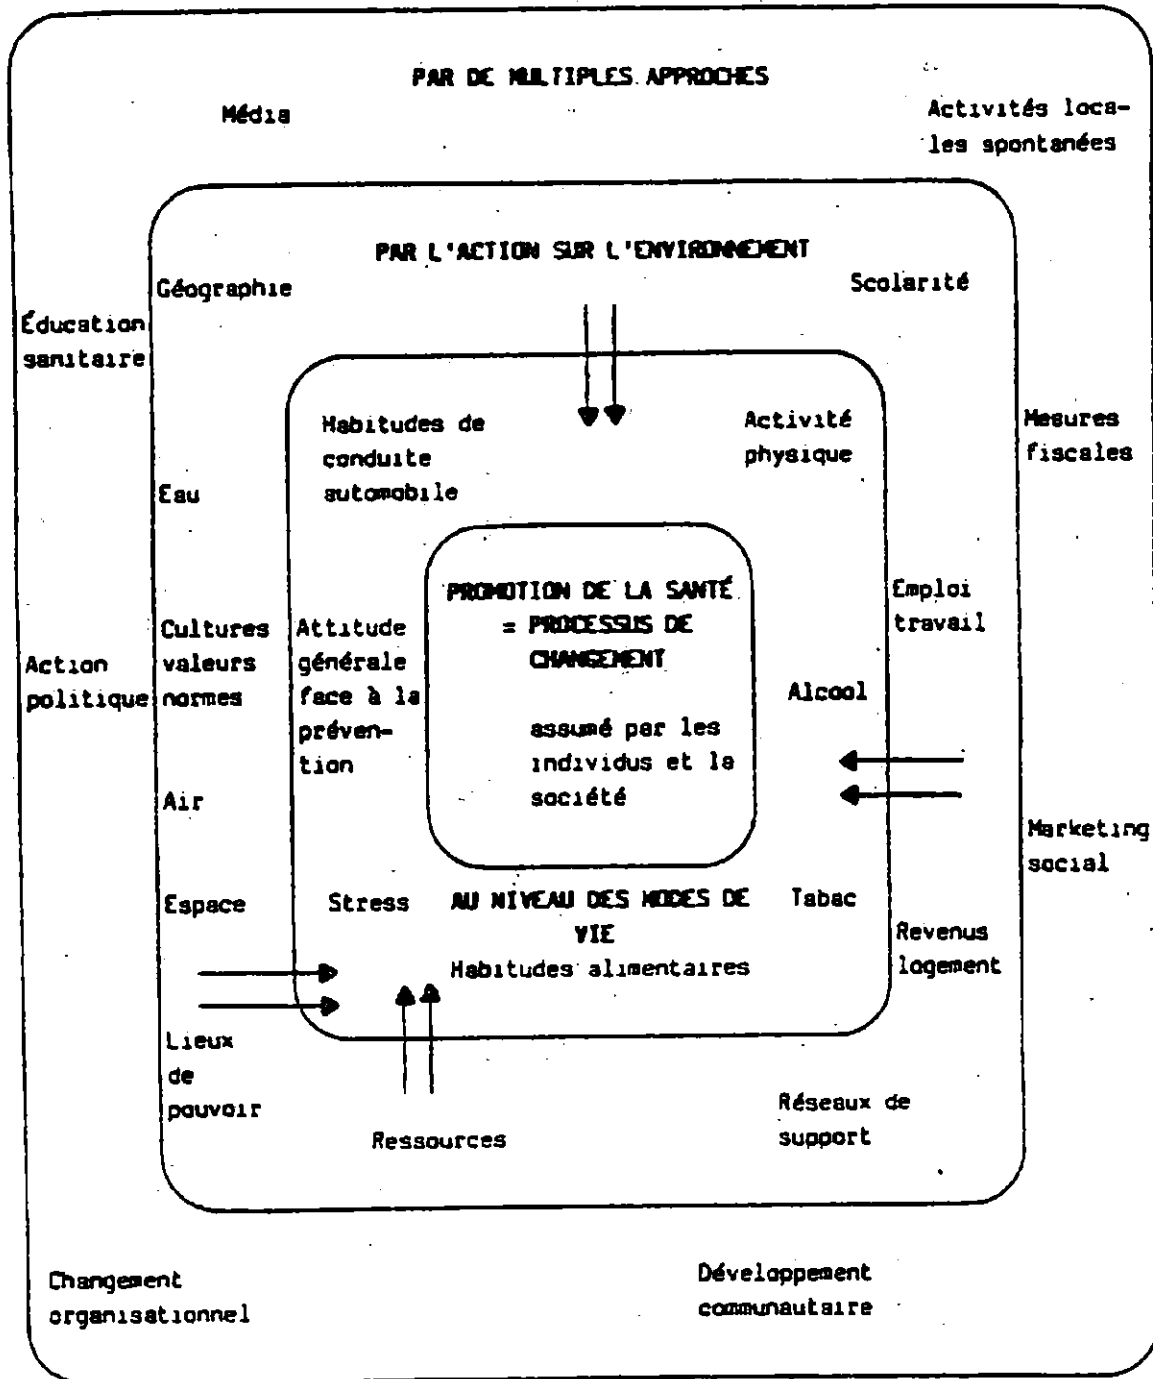 PAR DE MULTIPLES APPROCHES
Média
Activités loca-
les spontanées
PAR L'ACTION SUR L'ENVIRONNEMENT
Géographie
Scolarité
Éducation
sanitaire
Habitudes de
conduite
automobile
Activité
physique
Mesures
fiscales
Eau
PROMOTION DE LA SANTÉ
= PROCESSUS DE
CHANGEMENT
assumé par les
individus et la
société
Emploi
travail
Cultures
valeurs
normes
Attitude
générale
face à la
préven-
tion
Action
politique
Alcool
Air
Marketing
social
Espace
Stress
AU NIVEAU DES MODES DE
VIE
Habitudes alimentaires
Tabac
Revenus
logement
Lieux
de
pouvoir
Ressources
Réseaux de
support
Changement
organisationnel
Développement
communautaire